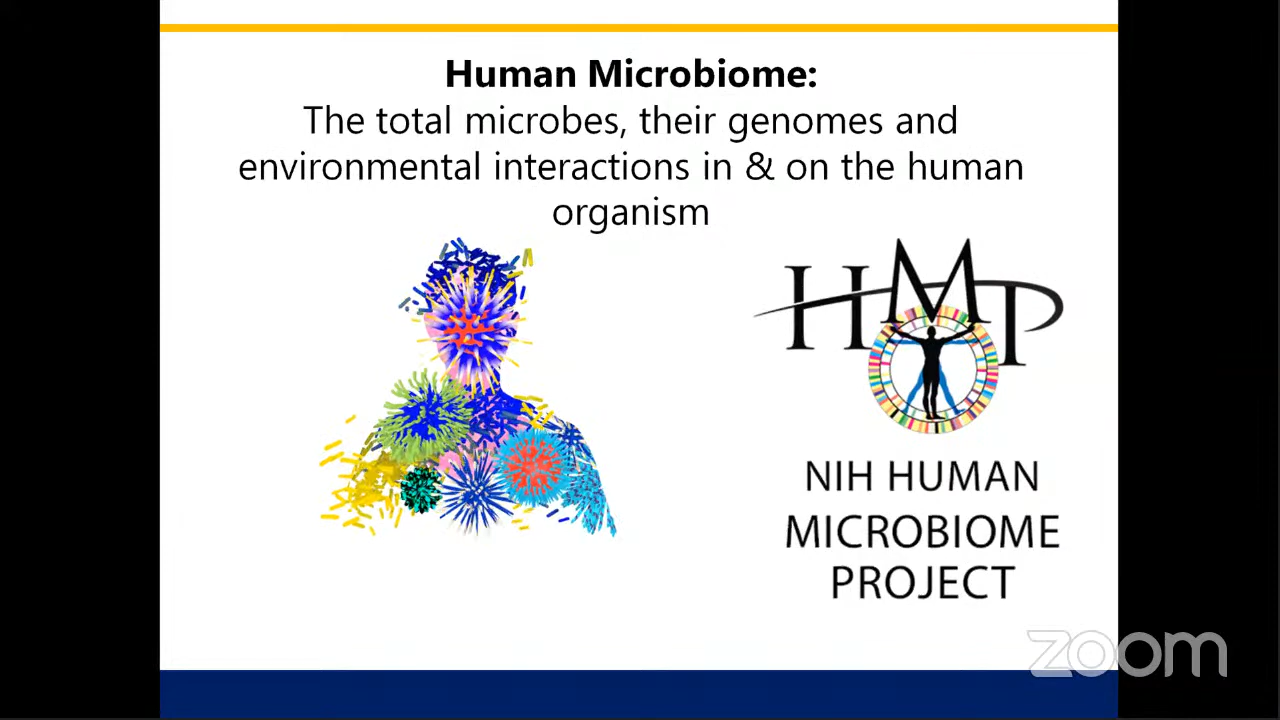 Human Microbiome:
The total microbes, their genomes and
environmental interactions in & on the human
organism
HMP
NIH HUMAN
MICROBIOME
PROJECT
zoom